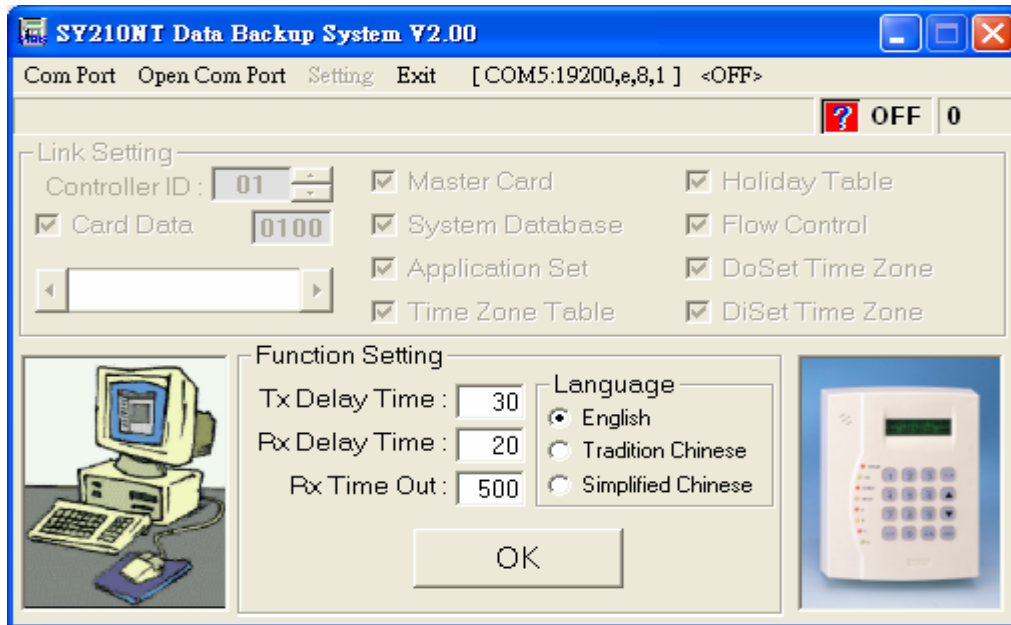 SY210NT Data Backup System V2.00
Com Port Open Com Port Setting Exit [ COM5:19200,e,8,1 ] <OFF>
? OFF 0
Link Setting
Controller ID : 01
Master Card
Holiday Table
Card Data 0100
System Database
Flow Control
Application Set
DoSet Time Zone
Time Zone Table
DiSet Time Zone
Function Setting
Tx Delay Time : 30
Rx Delay Time : 20
Rx Time Out : 500
Language
English
Tradition Chinese
Simplified Chinese
OK